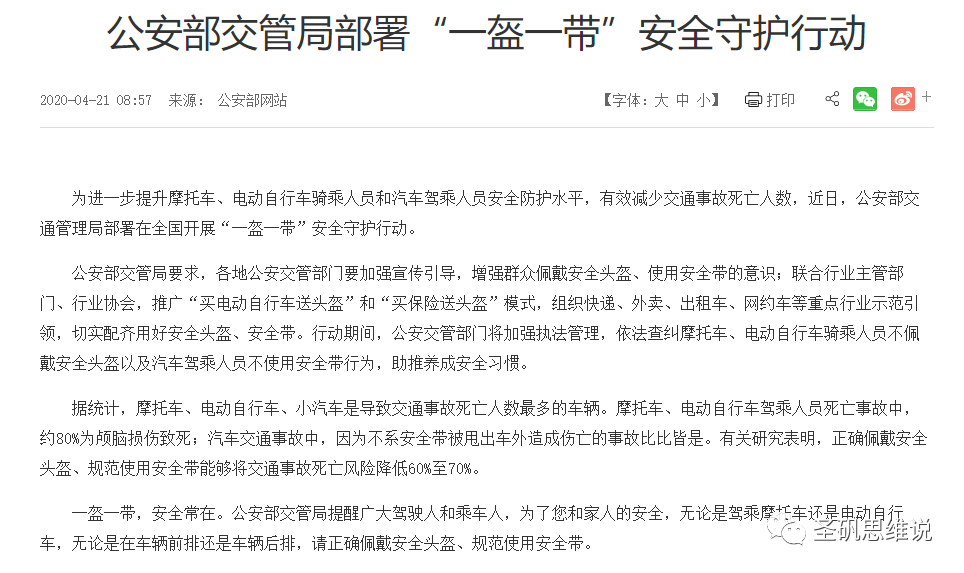 公安部交管局部署“一盔一带”安全守护行动
2020-04-21 08:57 来源： 公安部网站 【字体：大 中 小】 打印 +
为进一步提升摩托车、电动自行车骑乘人员和汽车驾乘人员安全防护水平，有效减少交通事故死亡人数，近日，公安部交
通管理局部署在全国开展“一盔一带”安全守护行动。
公安部交管局要求，各地公安交管部门要加强宣传引导，增强群众佩戴安全头盔、使用安全带的意识；联合行业主管部
门、行业协会，推广“买电动自行车送头盔”和“买保险送头盔”模式，组织快递、外卖、出租车、网约车等重点行业示范引
领，切实配齐用好安全头盔、安全带。行动期间，公安交管部门将加强执法管理，依法查纠摩托车、电动自行车骑乘人员不佩
戴安全头盔以及汽车驾乘人员不使用安全带行为，助推养成安全习惯。
据统计，摩托车、电动自行车、小汽车是导致交通事故死亡人数最多的车辆。摩托车、电动自行车驾乘人员死亡事故中，
约80%为颅脑损伤致死；汽车交通事故中，因为不系安全带被甩出车外造成伤亡的事故比比皆是。有关研究表明，正确佩戴安全
头盔、规范使用安全带能够将交通事故死亡风险降低60%至70%。
一盔一带，安全常在。公安部交管局提醒广大驾驶人和乘车人，为了您和家人的安全，无论是驾乘摩托车还是电动自行
车，无论是在车辆前排还是车辆后排，请正确佩戴安全头盔、规范使用安全带。
圣矾思维说